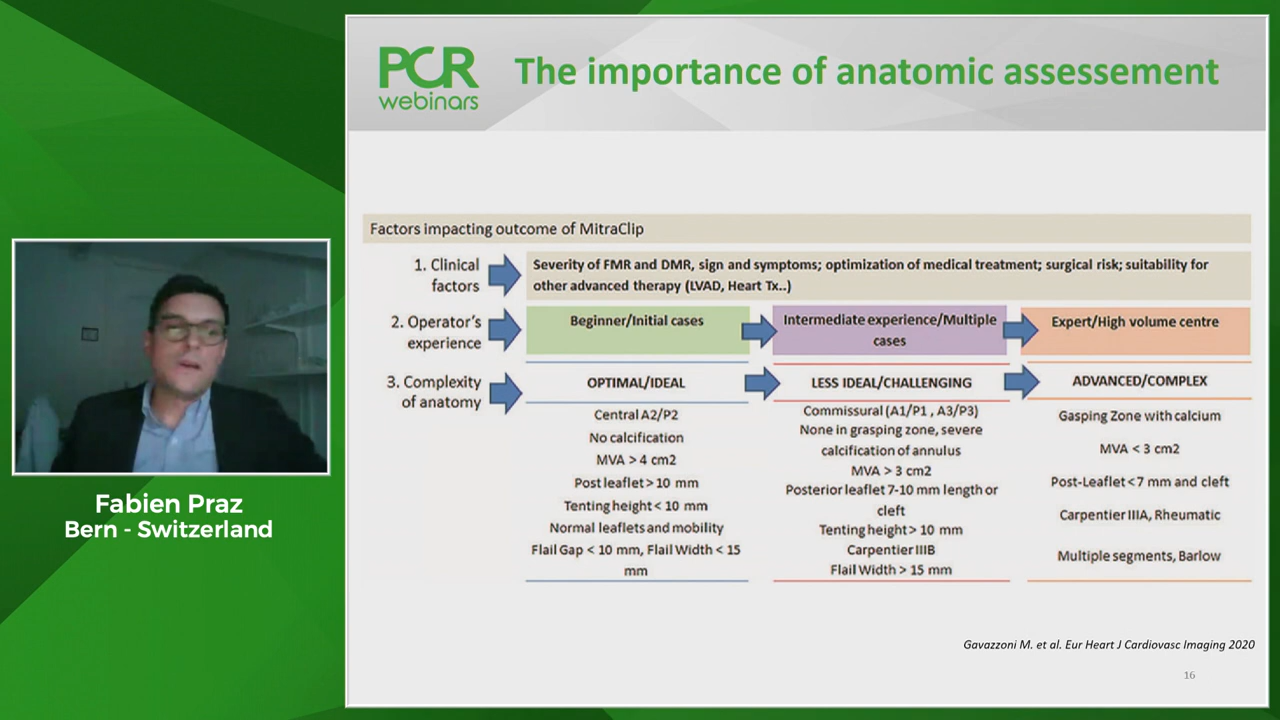 PCR
webinars
The importance of anatomic assessement
Factors impacting outcome of MitraClip
1. Clinical
factors
Severity of FMR and DMR, sign and symptoms; optimization of medical treatment; surgical risk; suitability for
other advanced therapy (LVAD, Heart Tx..)
2. Operator's
experience
Beginner/Initial cases
Intermediate experience/Multiple
cases
Expert/High volume centre
3. Complexity
of anatomy
OPTIMAL/IDEAL
Central A2/P2
No calcification
MVA > 4 cm2
Post leaflet > 10 mm
Tenting height < 10 mm
Normal leaflets and mobility
Flail Gap < 10 mm, Flail Width < 15
mm
LESS IDEAL/CHALLENGING
Commissural (A1/P1 , A3/P3)
None in grasping zone, severe
calcification of annulus
MVA > 3 cm2
Posterior leaflet 7-10 mm length or
cleft
Tenting height > 10 mm
Carpentier IIIB
Flail Width > 15 mm
ADVANCED/COMPLEX
Gasping Zone with calcium
MVA < 3 cm2
Post-Leaflet < 7 mm and cleft
Carpentier IIIA, Rheumatic
Multiple segments, Barlow
Gavazzoni M. et al. Eur Heart J Cardiovasc Imaging 2020
16
Fabien Praz
Bern - Switzerland